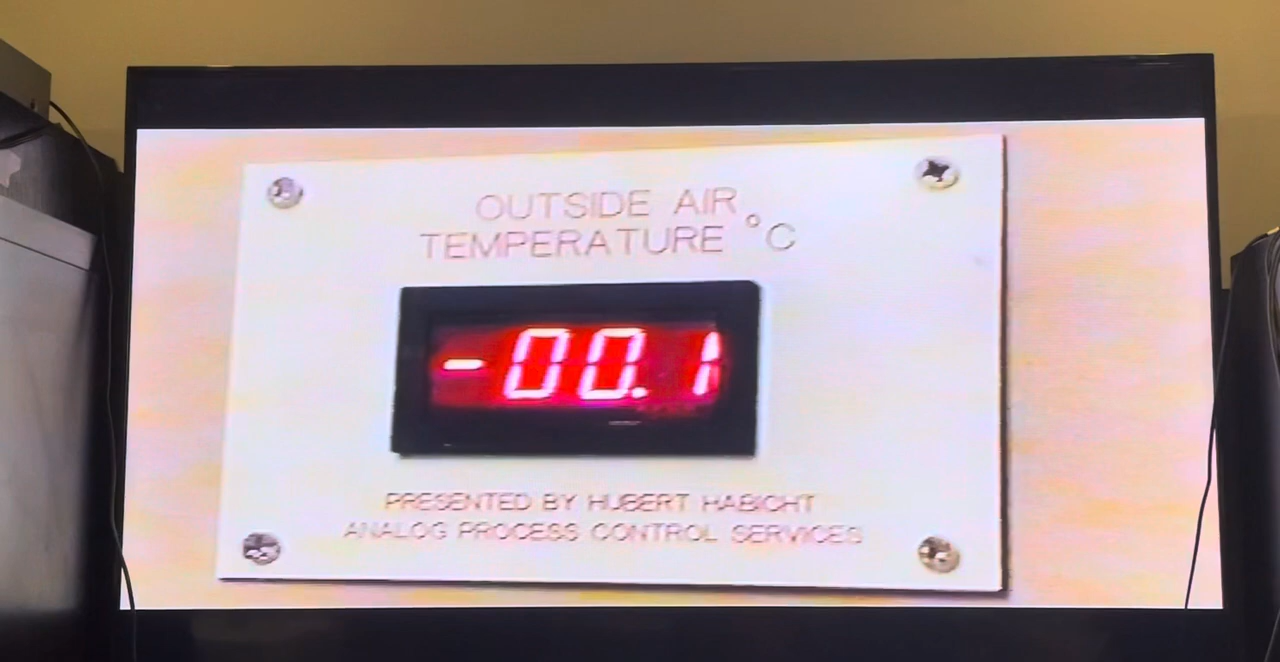 OUTSIDE AIR
TEMPERATURE °C
-00.1
PRESENTED BY HUBERT HABICHT
ANALOG PROCESS CONTROL SERVICES